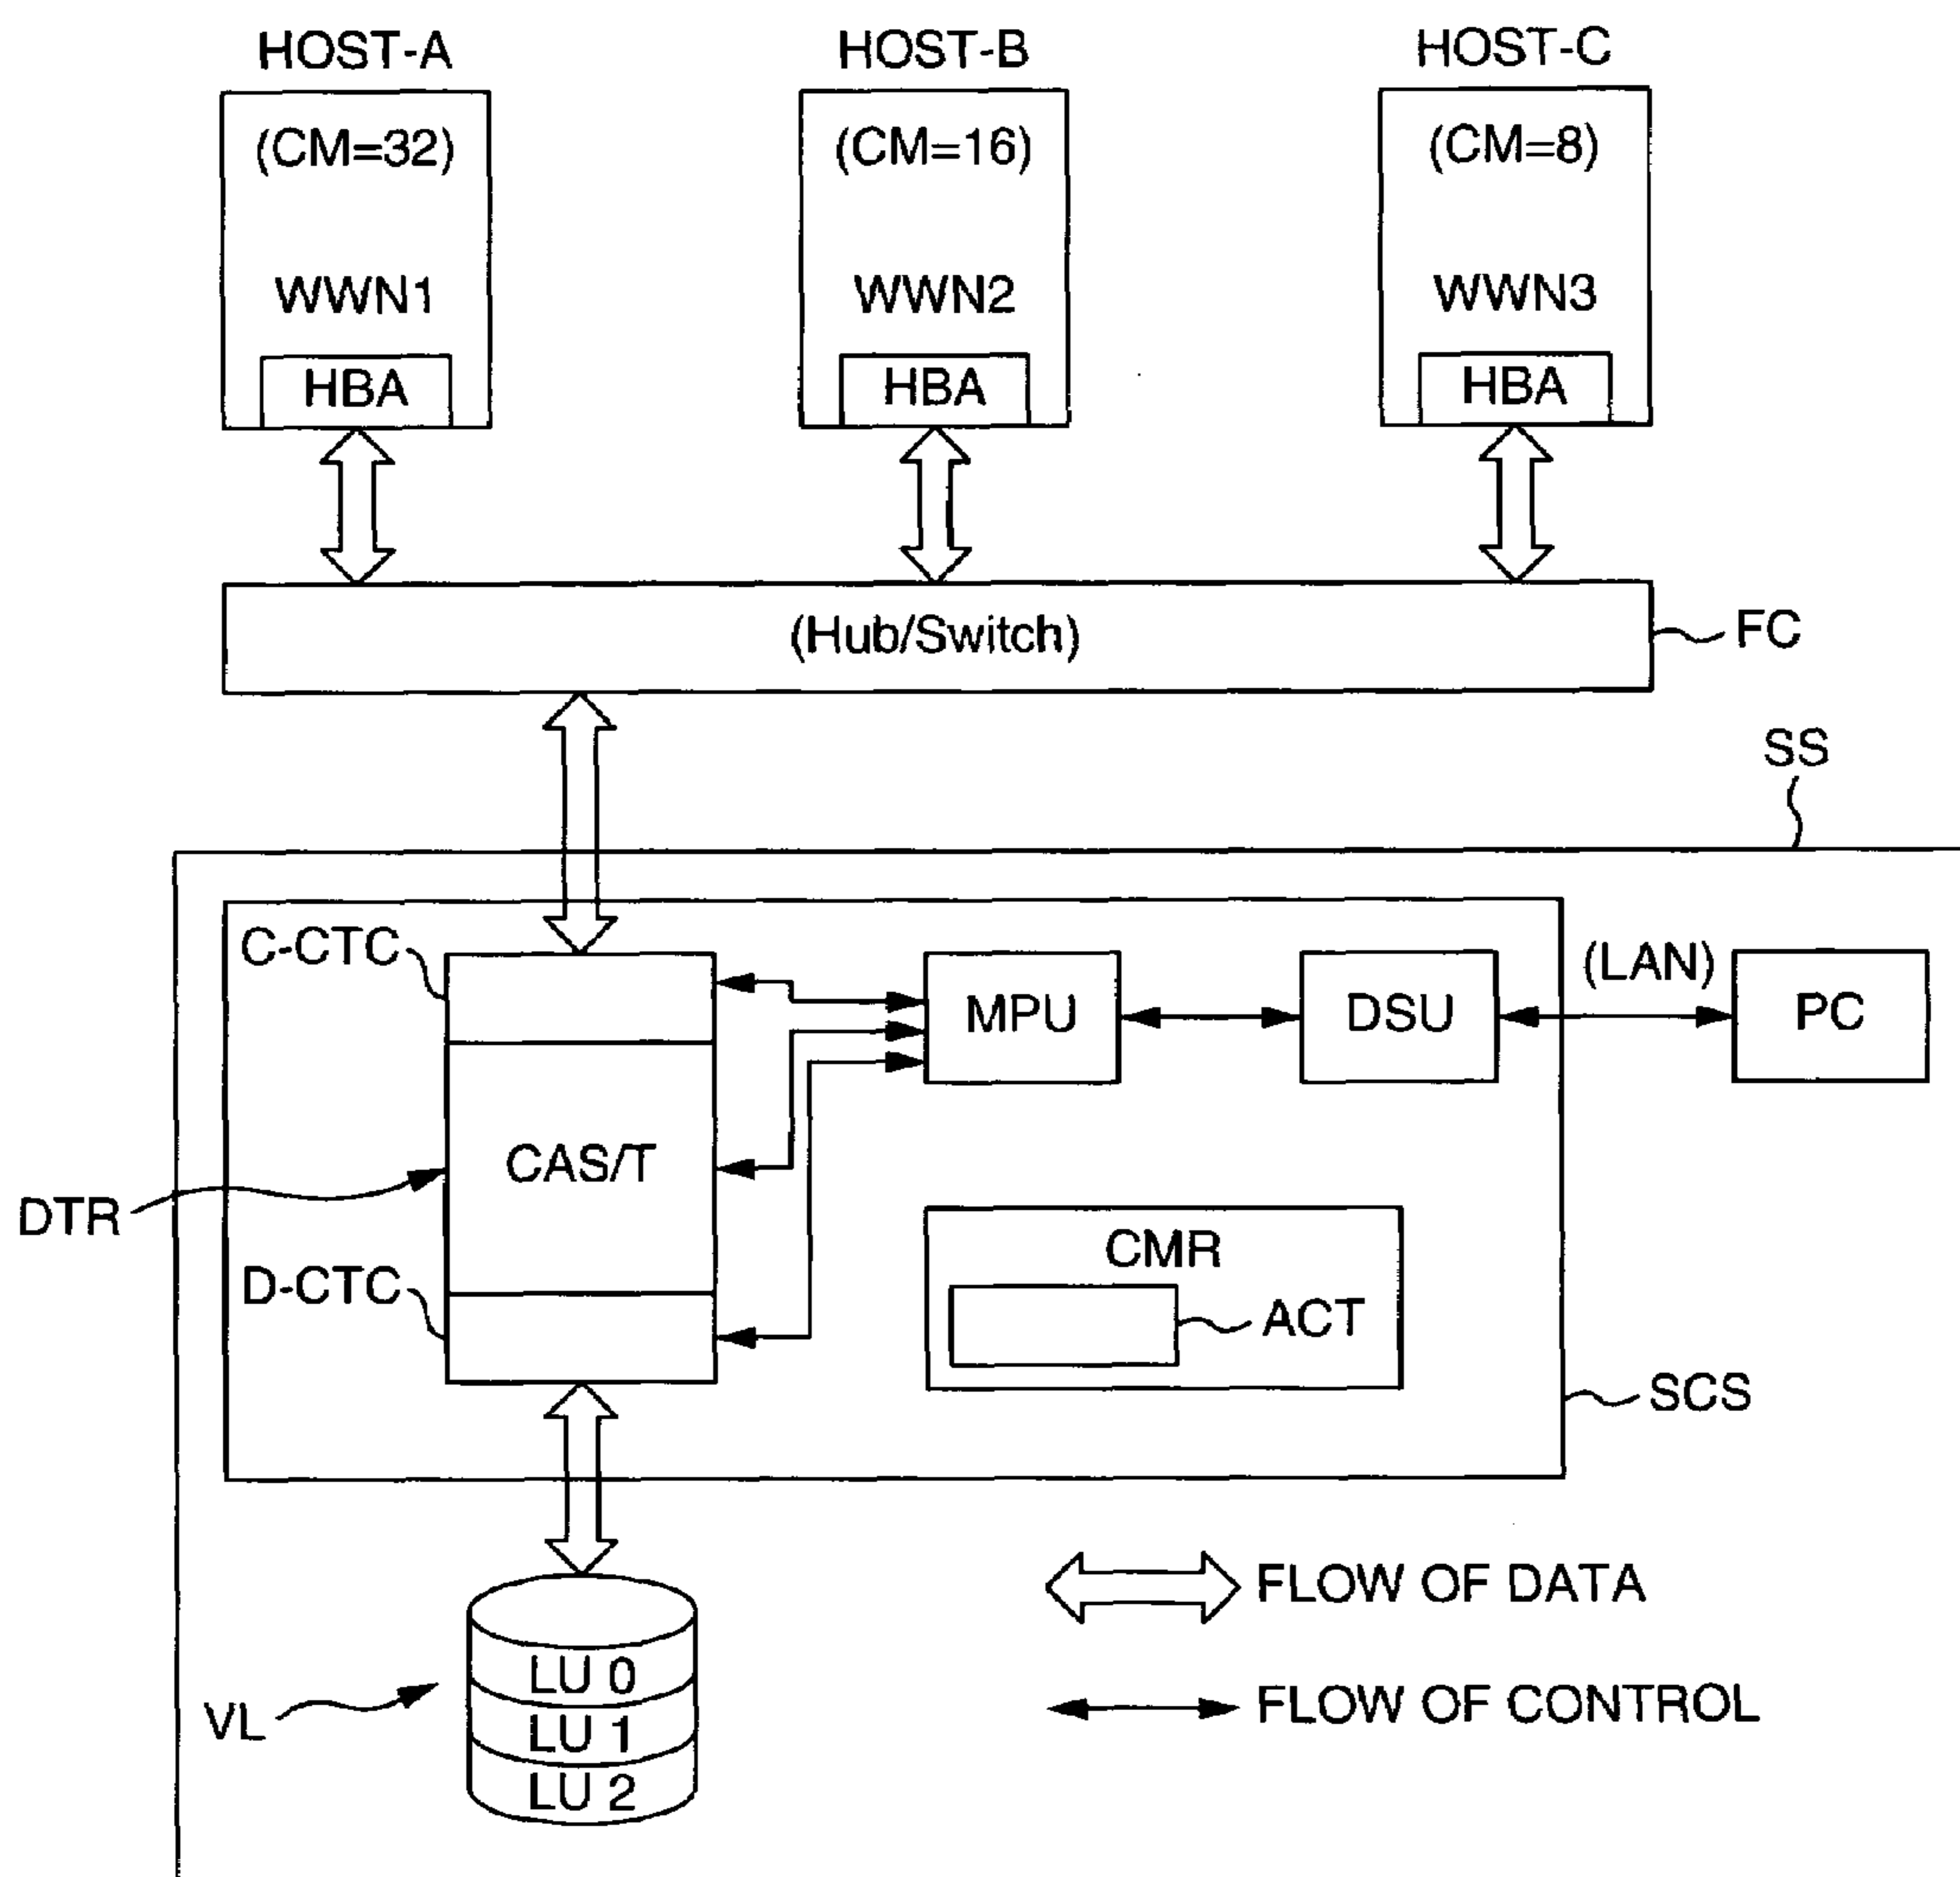 HOST-A
HOST-B
HOST-C
(CM=32)
(CM=16)
(CM=8)
WWN1
WWN2
WWN3
HBA
HBA
HBA
(Hub/Switch)
FC
SS
C-CTC
MPU
DSU
(LAN)
PC
CAS/T
DTR
CMR
D-CTC
ACT
SCS
LU 0
FLOW OF DATA
VL
LU 1
FLOW OF CONTROL
LU 2